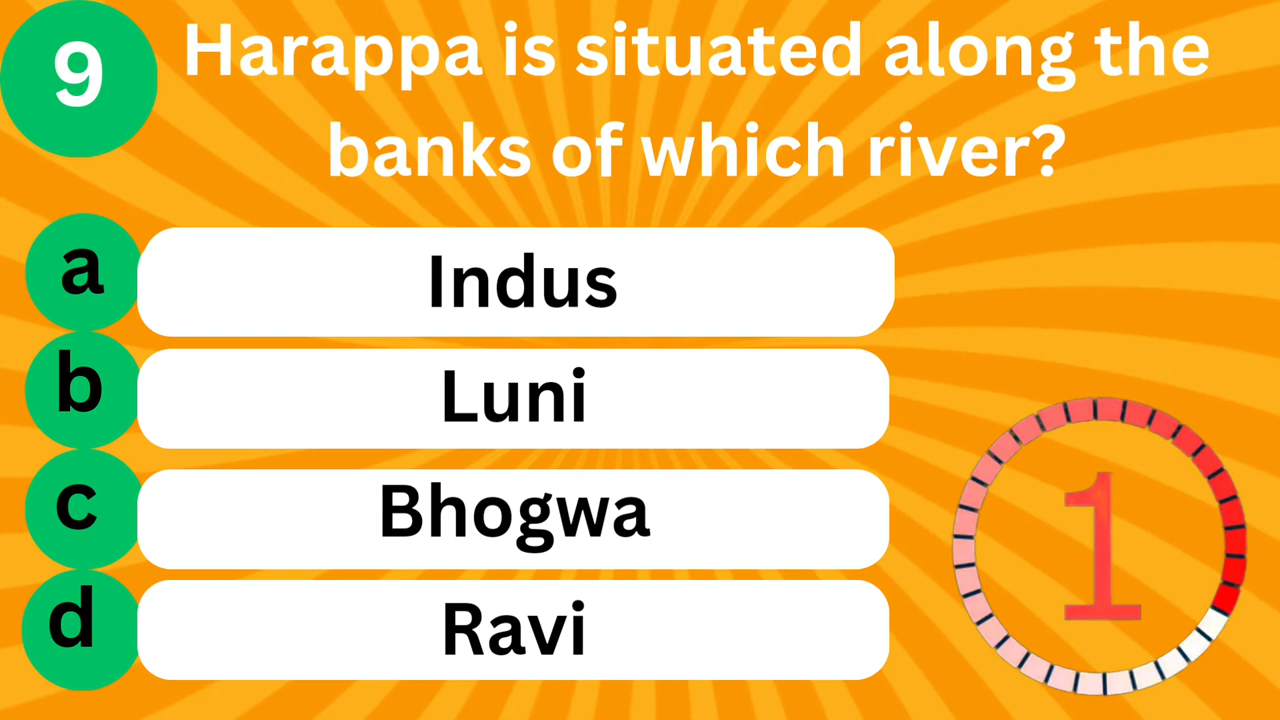 9
Harappa is situated along the
banks of which river?
a
Indus
b
Luni
c
Bhogwa
d
Ravi
1